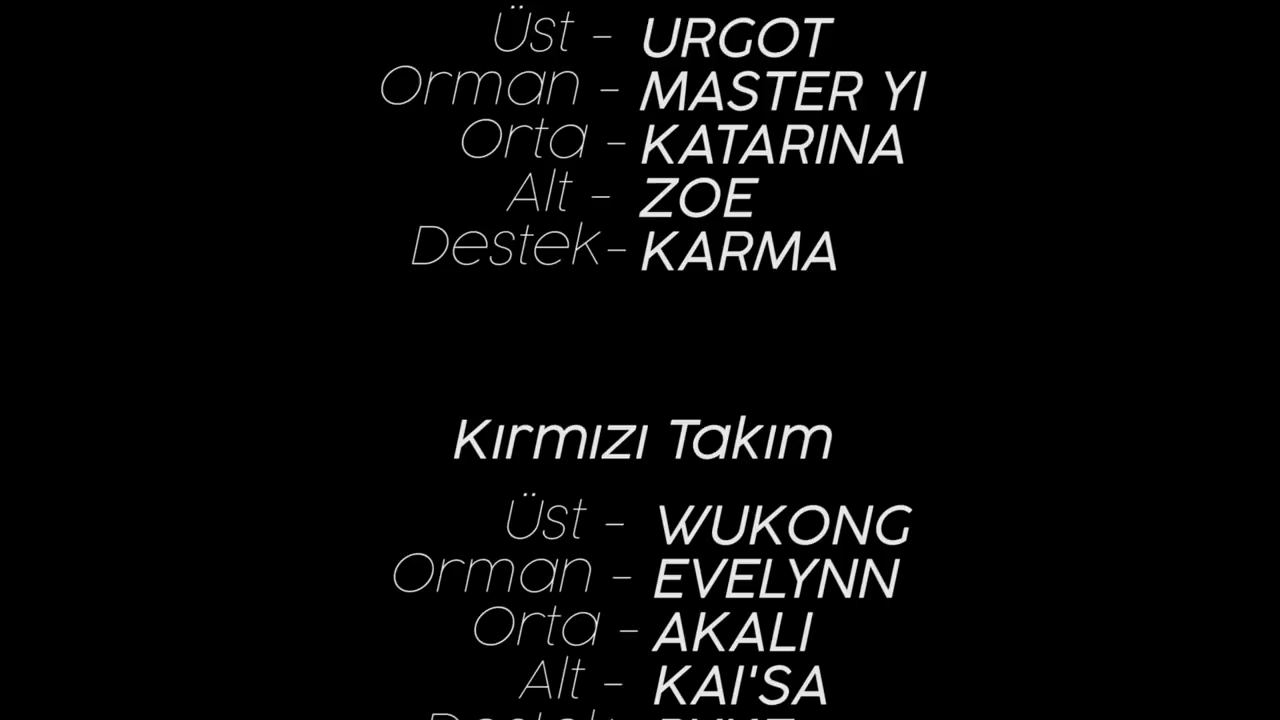 Üst - URGOT
Orman - MASTER YI
Orta - KATARINA
Alt - ZOE
Destek- KARMA
Kırmızı Takım
Üst - WUKONG
Orman - EVELYNN
Orta - AKALI
Alt - KAI'SA